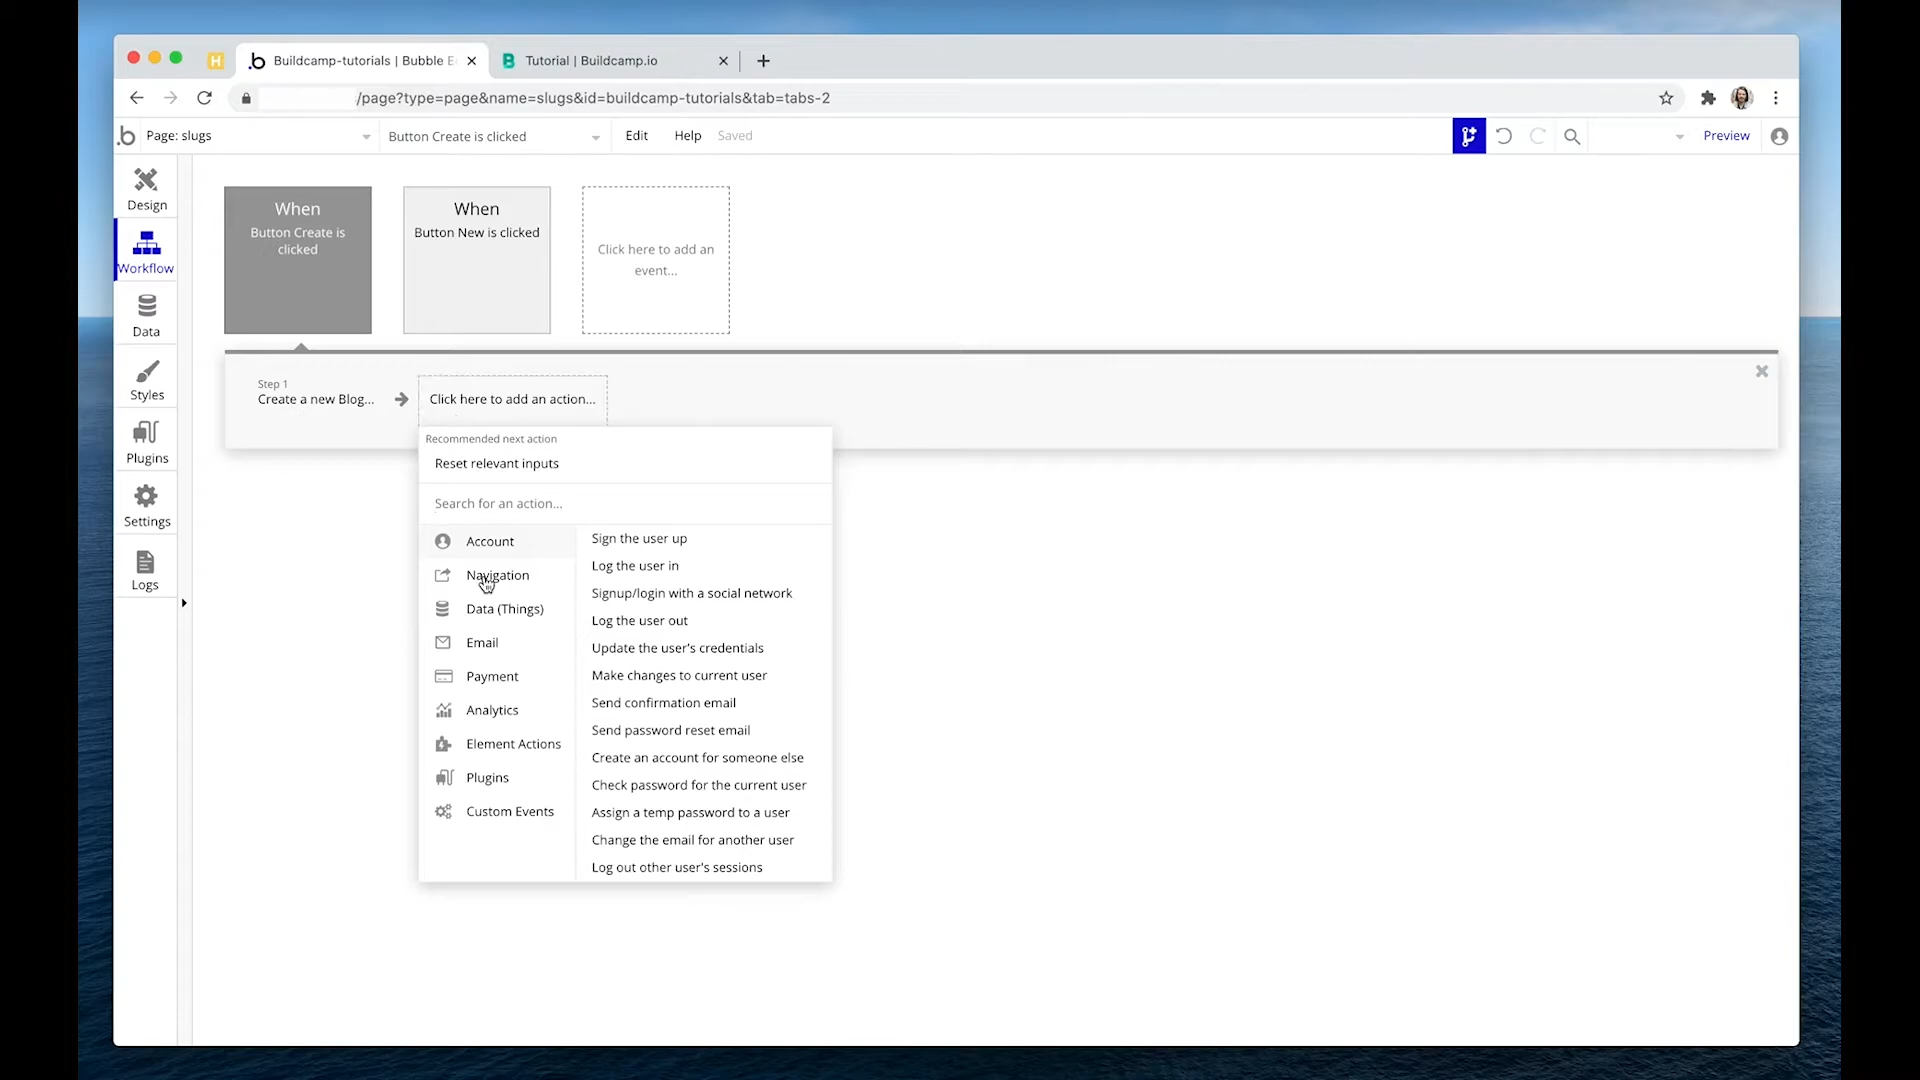 Buildcamp-tutorials | Bubble E
Tutorial | Buildcamp.io
/page?type=page&name=slugs&id=buildcamp-tutorials&tab=tabs-2
Page: slugs
Button Create is clicked
Edit
Help
Saved
Preview
Design
Workflow
Data
Styles
Plugins
Settings
Logs
When
Button Create is
clicked
When
Button New is clicked
Click here to add an
event...
Step 1
Create a new Blog...
Click here to add an action...
Recommended next action
Reset relevant inputs
Search for an action...
Account
Navigation
Data (Things)
Email
Payment
Analytics
Element Actions
Plugins
Custom Events
Sign the user up
Log the user in
Signup/login with a social network
Log the user out
Update the user's credentials
Make changes to current user
Send confirmation email
Send password reset email
Create an account for someone else
Check password for the current user
Assign a temp password to a user
Change the email for another user
Log out other user's sessions